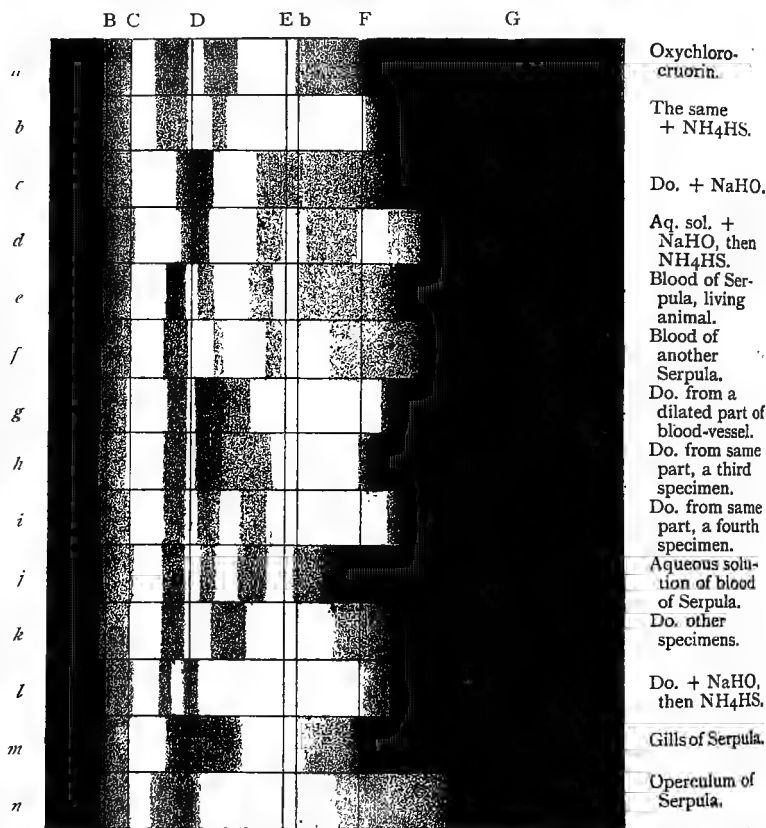 B C D E b F G
a
Oxychloro-
cruorin.
b
The same
+ NH4HS.
c
Do. + NaHO.
d
Aq. sol. +
NaHO, then
NH4HS.
e
Blood of Ser-
pula, living
animal.
f
Blood of
another
Serpula.
g
Do. from a
dilated part of
blood-vessel.
h
Do. from same
part, a third
specimen.
i
Do. from same
part, a fourth
specimen.
j
Aqueous solu-
tion of blood
of Serpula.
k
Do. other
specimens.
l
Do. + NaHO,
then NH4HS.
m
Gills of Serpula.
n
Operculum of
Serpula.